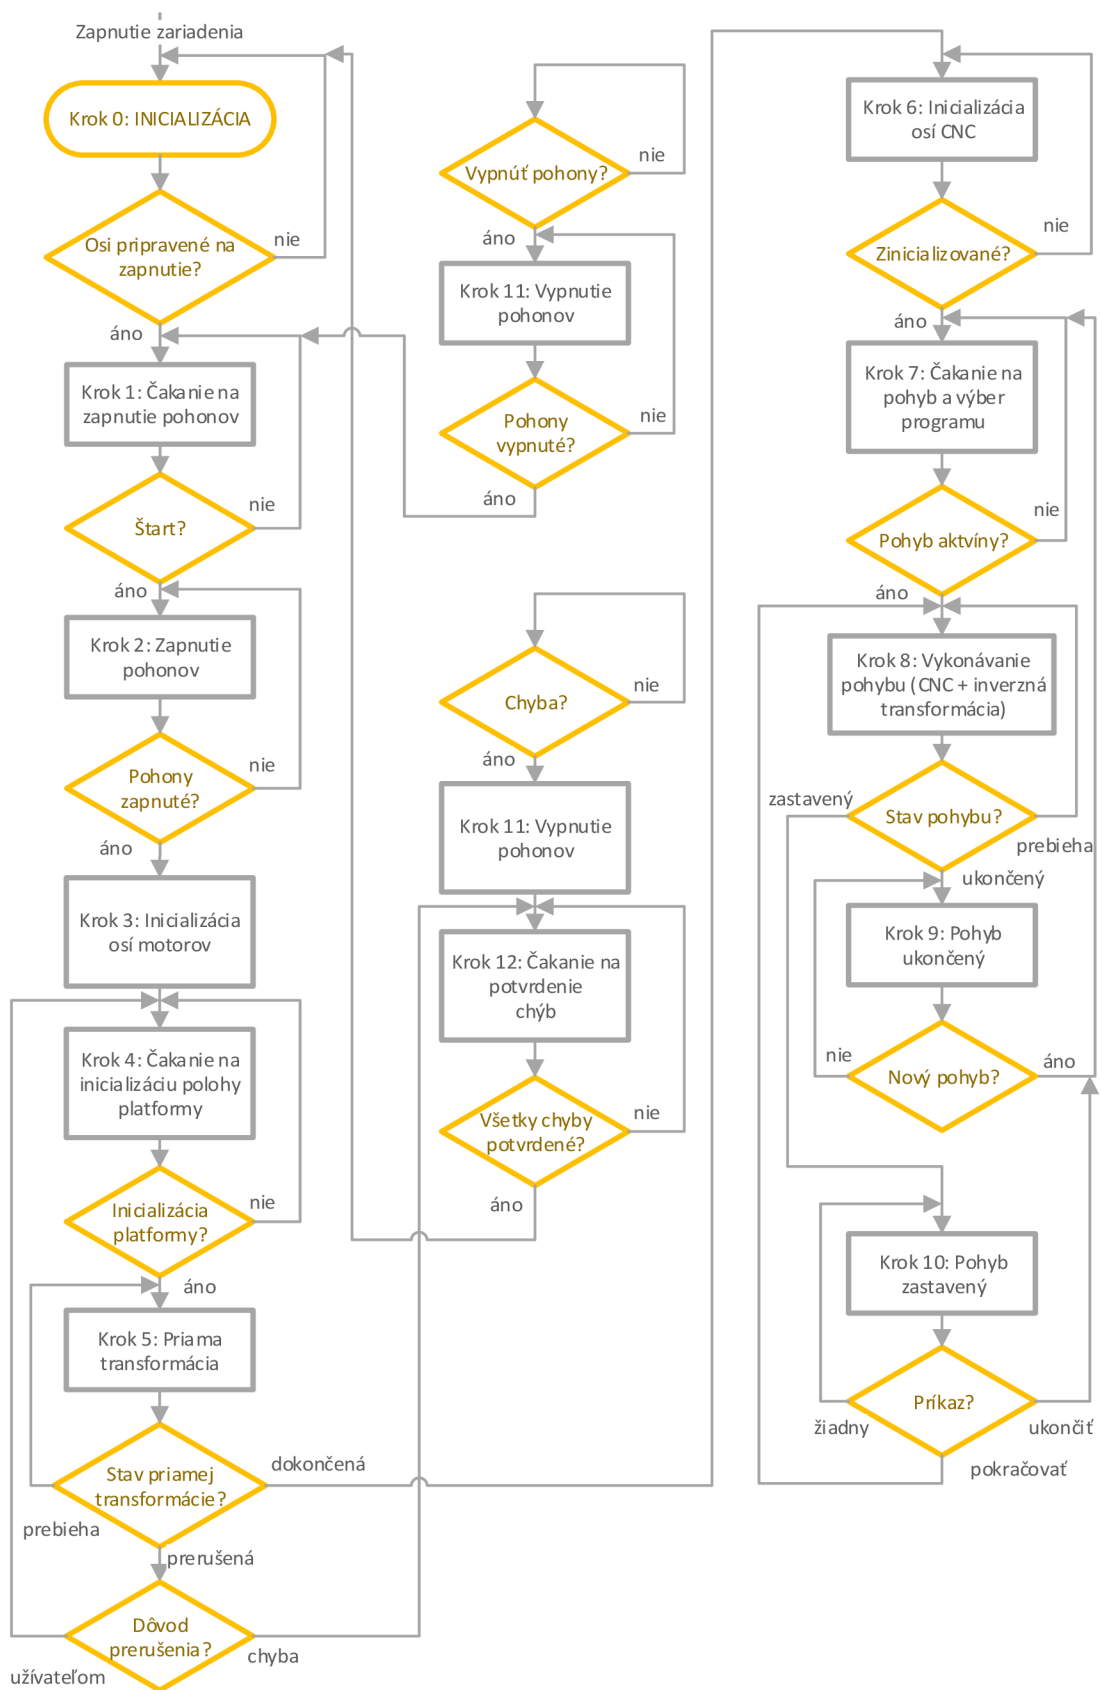 Zapnutie zariadenia
Krok 0: INICIALIZÁCIA
Osi pripravené na
zapnutie?
nie
áno
Krok 1: Čakanie na
zapnutie pohonov
Štart?
nie
áno
Krok 2: Zapnutie
pohonov
Pohony
zapnuté?
nie
áno
Krok 3: Inicializácia
osí motorov
Krok 4: Čakanie na
inicializáciu polohy
platformy
Inicializácia
platformy?
nie
áno
Krok 5: Priama
transformácia
Stav priamej
transformácie?
dokončená
prebieha
prerušená
Dôvod
prerušenia?
chyba
užívateľom
Vypnúť pohony?
nie
áno
Krok 11: Vypnutie
pohonov
Pohony
vypnuté?
nie
áno
Chyba?
nie
áno
Krok 11: Vypnutie
pohonov
Krok 12: Čakanie na
potvrdenie
chýb
Všetky chyby
potvrdené?
nie
áno
Krok 6: Inicializácia
osí CNC
Zinicializované?
nie
áno
Krok 7: Čakanie na
pohyb a výber
programu
Pohyb aktvíny?
nie
áno
Krok 8: Vykonávanie
pohybu (CNC + inverzná
transformácia)
zastavený
Stav pohybu?
prebieha
ukončený
Krok 9: Pohyb
ukončený
nie
Nový pohyb?
áno
Krok 10: Pohyb
zastavený
Príkaz?
žiadny
ukončiť
pokračovať